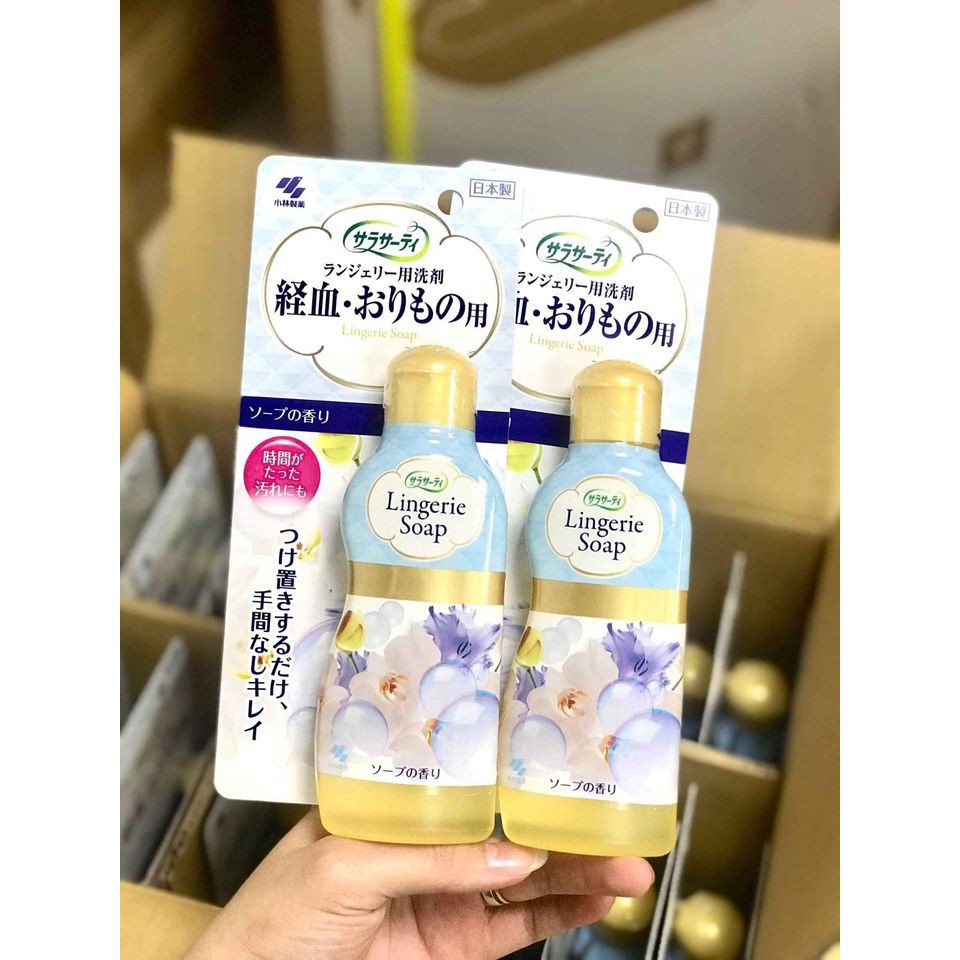 小林製薬
日本製
サラサーティ
ランジェリー用洗剤
経血・おりもの用
Lingerie Soap
ソープの香り
時間が
たった
汚れにも
つけ置きするだけ、
手間なしキレイ
サラサーティ
Lingerie
Soap
ソープの香り
日本製
サラサーティ
ランジェリー用洗剤
血・おりもの用
Lingerie Soap
サラサーティ
Lingerie
Soap
ソープの香り